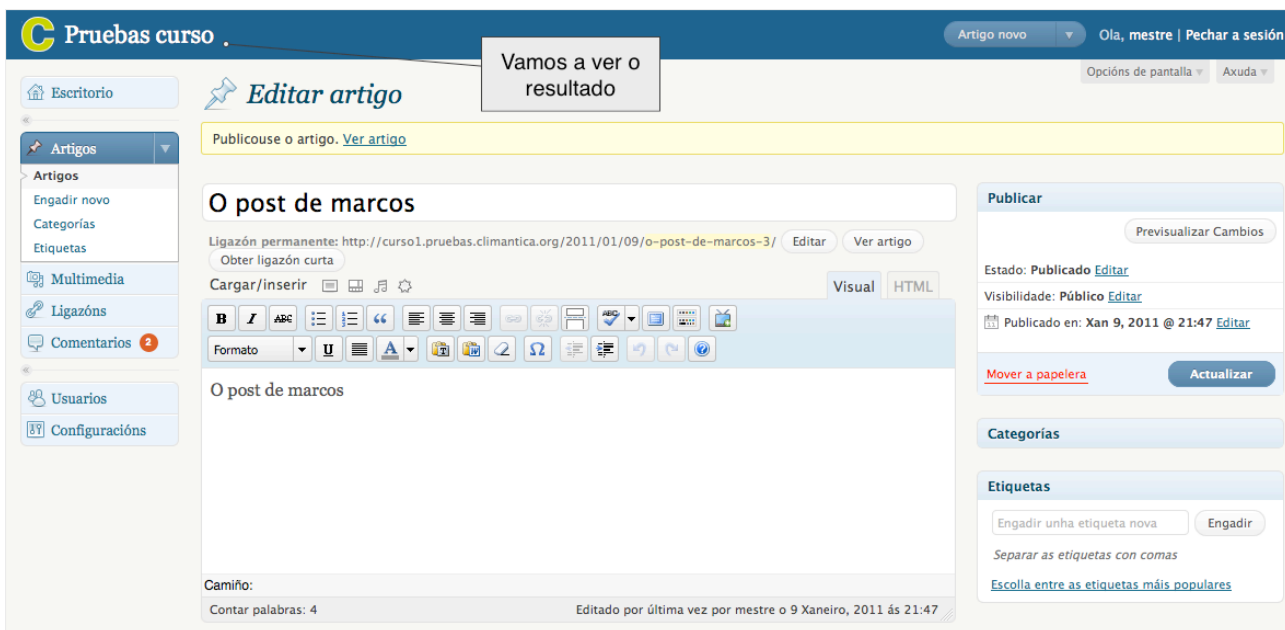 C Pruebas curso
Vamos a ver o
resultado
Artigo novo
Ola, mestre | Pechar a sesión
Opcións de pantalla
Axuda
Escritorio
Artigos
Artigos
Engadir novo
Categorías
Etiquetas
Multimedia
Ligazóns
Comentarios 2
Usuarios
Configuracións
Editar artigo
Publicouse o artigo. Ver artigo
O post de marcos
Ligazón permanente: http://curso1.pruebas.climantica.org/2011/01/09/o-post-de-marcos-3/ Editar Ver artigo
Obter ligazón curta
Cargar/inserir
Visual HTML
B I ABC ABC
Formato U A
O post de marcos
Camiño:
Contar palabras: 4
Editado por última vez por mestre o 9 Xaneiro, 2011 ás 21:47
Publicar
Previsualizar Cambios
Estado: Publicado Editar
Visibilidade: Público Editar
Publicado en: Xan 9, 2011 @ 21:47 Editar
Mover a papelera
Actualizar
Categorías
Etiquetas
Engadir unha etiqueta nova
Engadir
Separar as etiquetas con comas
Escolla entre as etiquetas máis populares